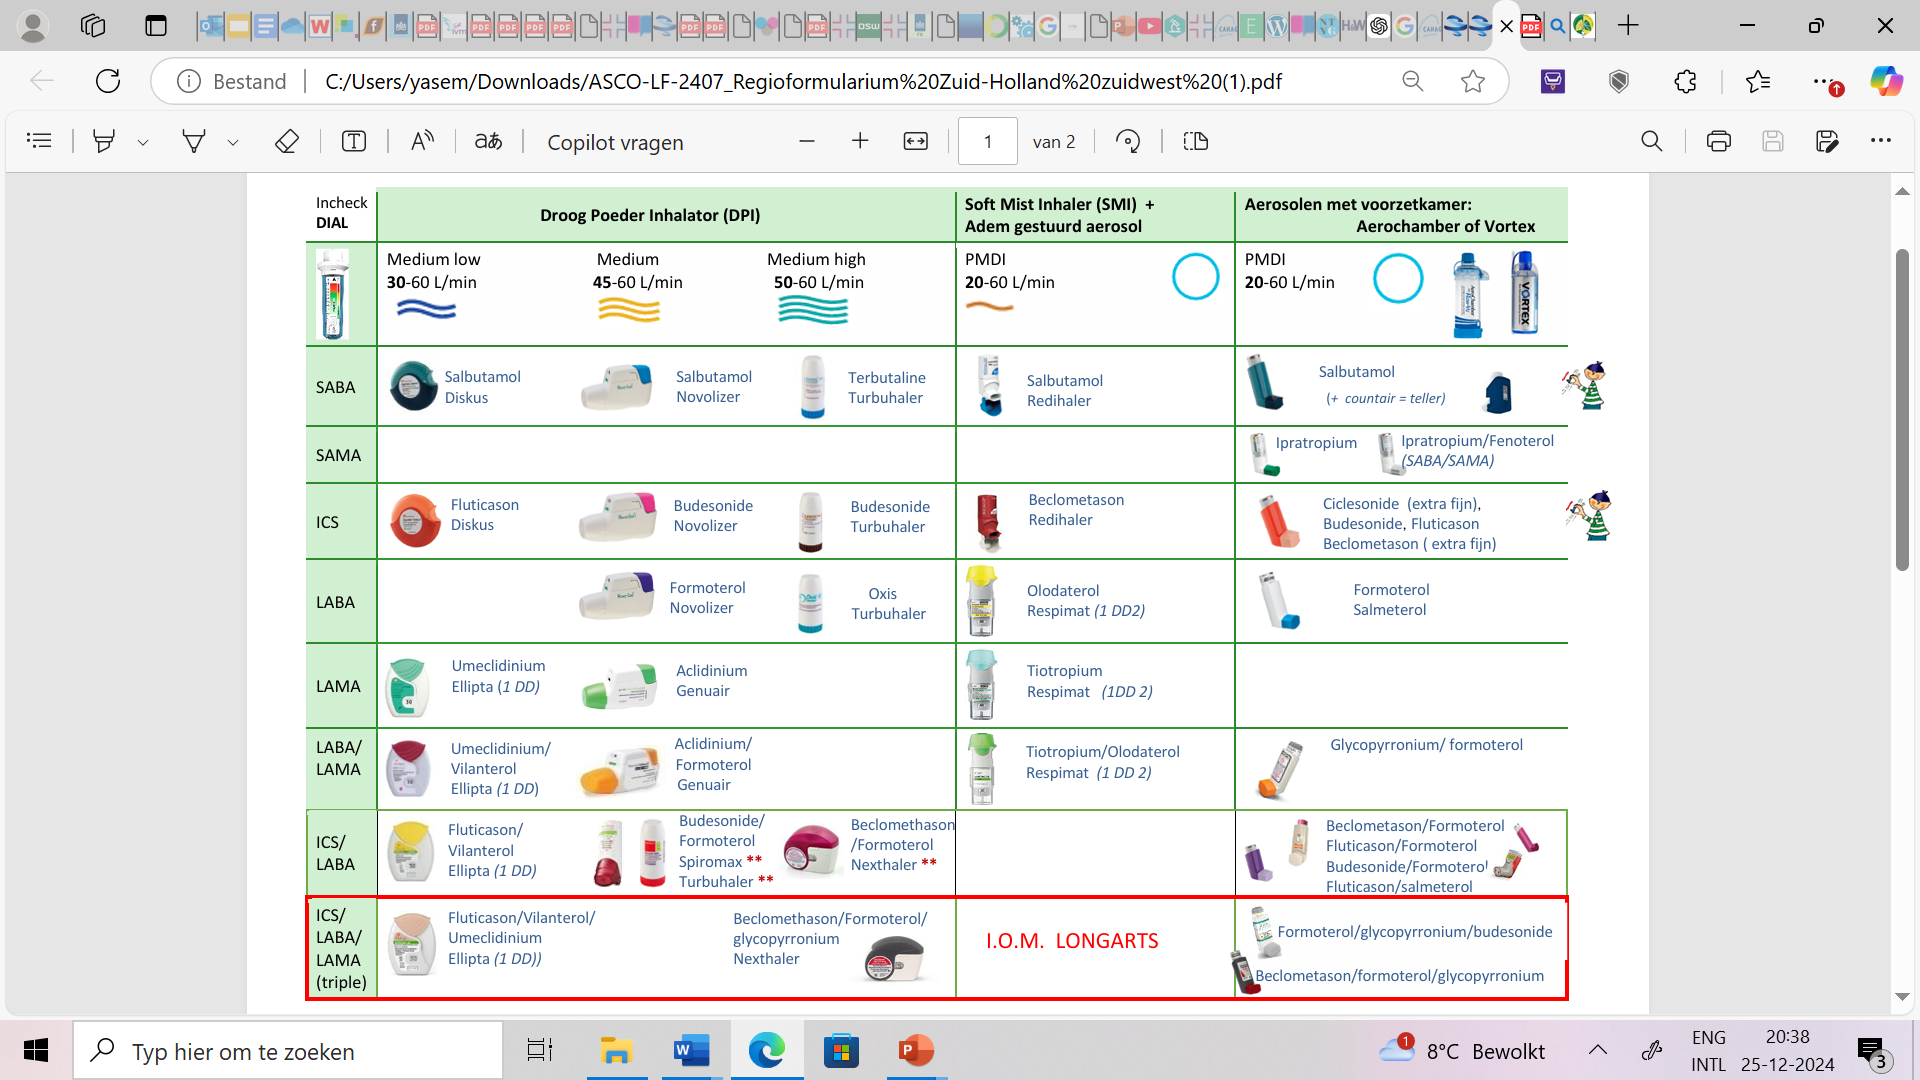 Bestand
C:/Users/yasem/Downloads/ASCO-LF-2407_Regioformularium%20Zuid-Holland%20zuidwest%20(1).pdf
Copilot vragen
1
van 2
Incheck
DIAL
Droog Poeder Inhalator (DPI)
Soft Mist Inhaler (SMI) +
Adem gestuurd aerosol
Aerosolen met voorzetkamer:
Aerochamber of Vortex
Medium low
30-60 L/min
Medium
45-60 L/min
Medium high
50-60 L/min
PMDI
20-60 L/min
PMDI
20-60 L/min
VORTEX
SABA
Salbutamol
Diskus
Salbutamol
Novolizer
Terbutaline
Turbuhaler
Salbutamol
Redihaler
Salbutamol
(+ countair = teller)
SAMA
Ipratropium
Ipratropium/Fenoterol
(SABA/SAMA)
ICS
Fluticason
Diskus
Budesonide
Novolizer
Budesonide
Turbuhaler
Beclometason
Redihaler
Ciclesonide (extra fijn),
Budesonide, Fluticason
Beclometason ( extra fijn)
LABA
Formoterol
Novolizer
Oxis
Turbuhaler
Olodaterol
Respimat (1 DD2)
Formoterol
Salmeterol
LAMA
Umeclidinium
Ellipta (1 DD)
Aclidinium
Genuair
Tiotropium
Respimat (1DD 2)
LABA/
LAMA
Umeclidinium/
Vilanterol
Ellipta (1 DD)
Aclidinium/
Formoterol
Genuair
Tiotropium/Olodaterol
Respimat (1 DD 2)
Glycopyrronium/ formoterol
ICS/
LABA
Fluticason/
Vilanterol
Ellipta (1 DD)
Budesonide/
Formoterol
Spiromax **
Turbuhaler **
Beclomethason
/Formoterol
Nexthaler **
Beclometason/Formoterol
Fluticason/Formoterol
Budesonide/Formoterol
Fluticason/salmeterol
ICS/
LABA/
LAMA
(triple)
Fluticason/Vilanterol/
Umeclidinium
Ellipta (1 DD))
Beclomethason/Formoterol/
glycopyrronium
Nexthaler
I.O.M. LONGARTS
Formoterol/glycopyrronium/budesonide
Beclometason/formoterol/glycopyrronium
Typ hier om te zoeken
1
8°C Bewolkt
ENG
INTL
20:38
25-12-2024
3